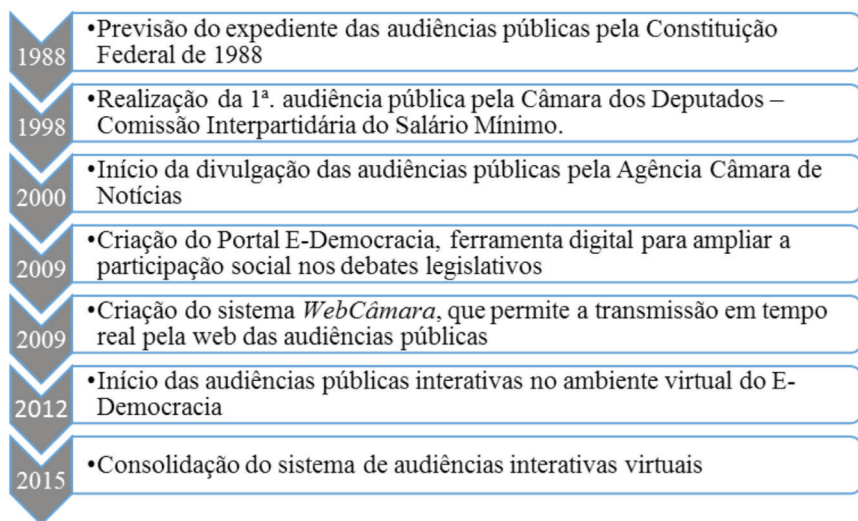 1988
•Previsão do expediente das audiências públicas pela Constituição
Federal de 1988
1998
•Realização da 1ª. audiência pública pela Câmara dos Deputados –
Comissão Interpartidária do Salário Mínimo.
2000
•Início da divulgação das audiências públicas pela Agência Câmara de
Notícias
2009
•Criação do Portal E-Democracia, ferramenta digital para ampliar a
participação social nos debates legislativos
2009
•Criação do sistema WebCâmara, que permite a transmissão em tempo
real pela web das audiências públicas
2012
•Início das audiências públicas interativas no ambiente virtual do E-
Democracia
2015
•Consolidação do sistema de audiências interativas virtuais